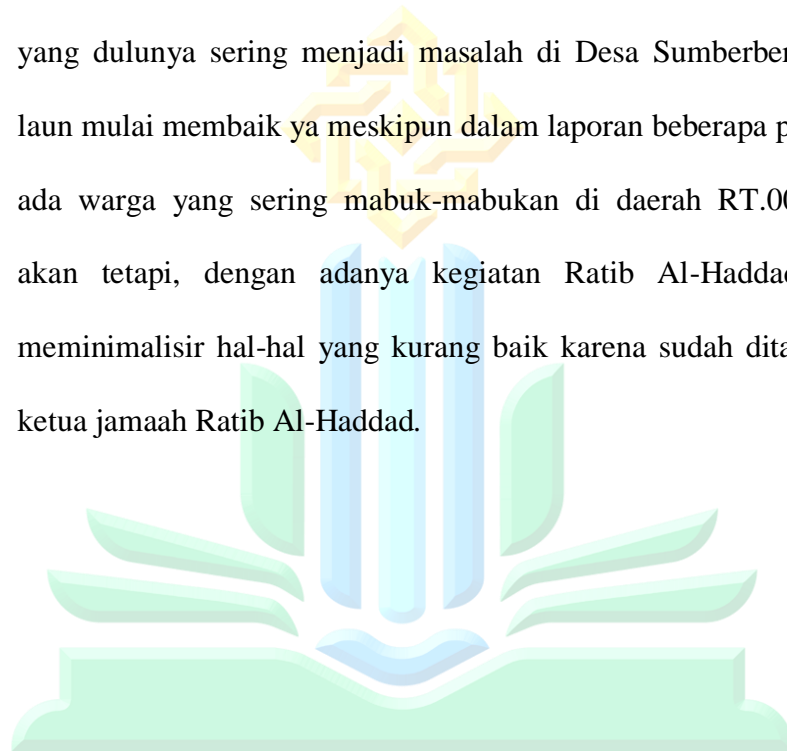 yang dulunya sering menjadi masalah di Desa Sumberber
laun mulai membaik ya meskipun dalam laporan beberapa p
ada warga yang sering mabuk-mabukan di daerah RT.00
akan tetapi, dengan adanya kegiatan Ratib Al-Haddad
meminimalisir hal-hal yang kurang baik karena sudah dita
ketua jamaah Ratib Al-Haddad.